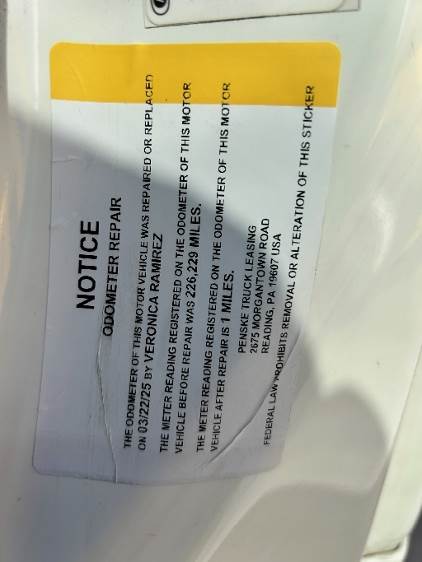 NOTICE
ODOMETER REPAIR
THE ODOMETER OF THIS MOTOR VEHICLE WAS REPAIRED OR REPLACED
ON 03/22/25 BY VERONICA RAMIREZ
THE METER READING REGISTERED ON THE ODOMETER OF THIS MOTOR
VEHICLE BEFORE REPAIR WAS 226,229 MILES.
THE METER READING REGISTERED ON THE ODOMETER OF THIS MOTOR
VEHICLE AFTER REPAIR IS 1 MILES.
PENSKE TRUCK LEASING
2675 MORGANTOWN ROAD
READING, PA 19607 USA
FEDERAL LAW PROHIBITS REMOVAL OR ALTERATION OF THIS STICKER